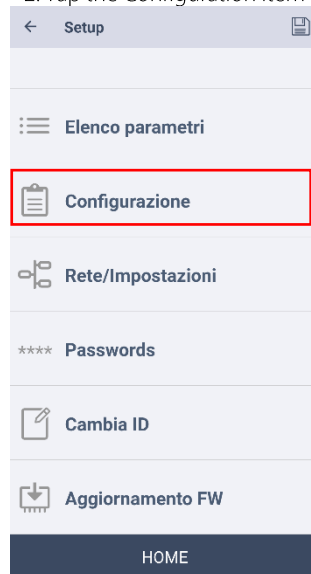 2. Tap the Configuration item
Setup
Elenco parametri
Configurazione
Rete/Impostazioni
**** Passwords
Cambia ID
Aggiornamento FW
HOME